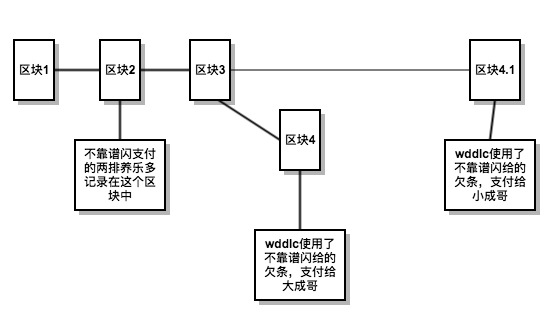 区块1
区块2
区块3
区块4.1
区块4
不靠谱闪支付
的两排养乐多
记录在这个区
块中
wddlc使用了
不靠谱闪给的
欠条，支付给
小成哥
wddlc使用了
不靠谱闪给的
欠条，支付给
大成哥